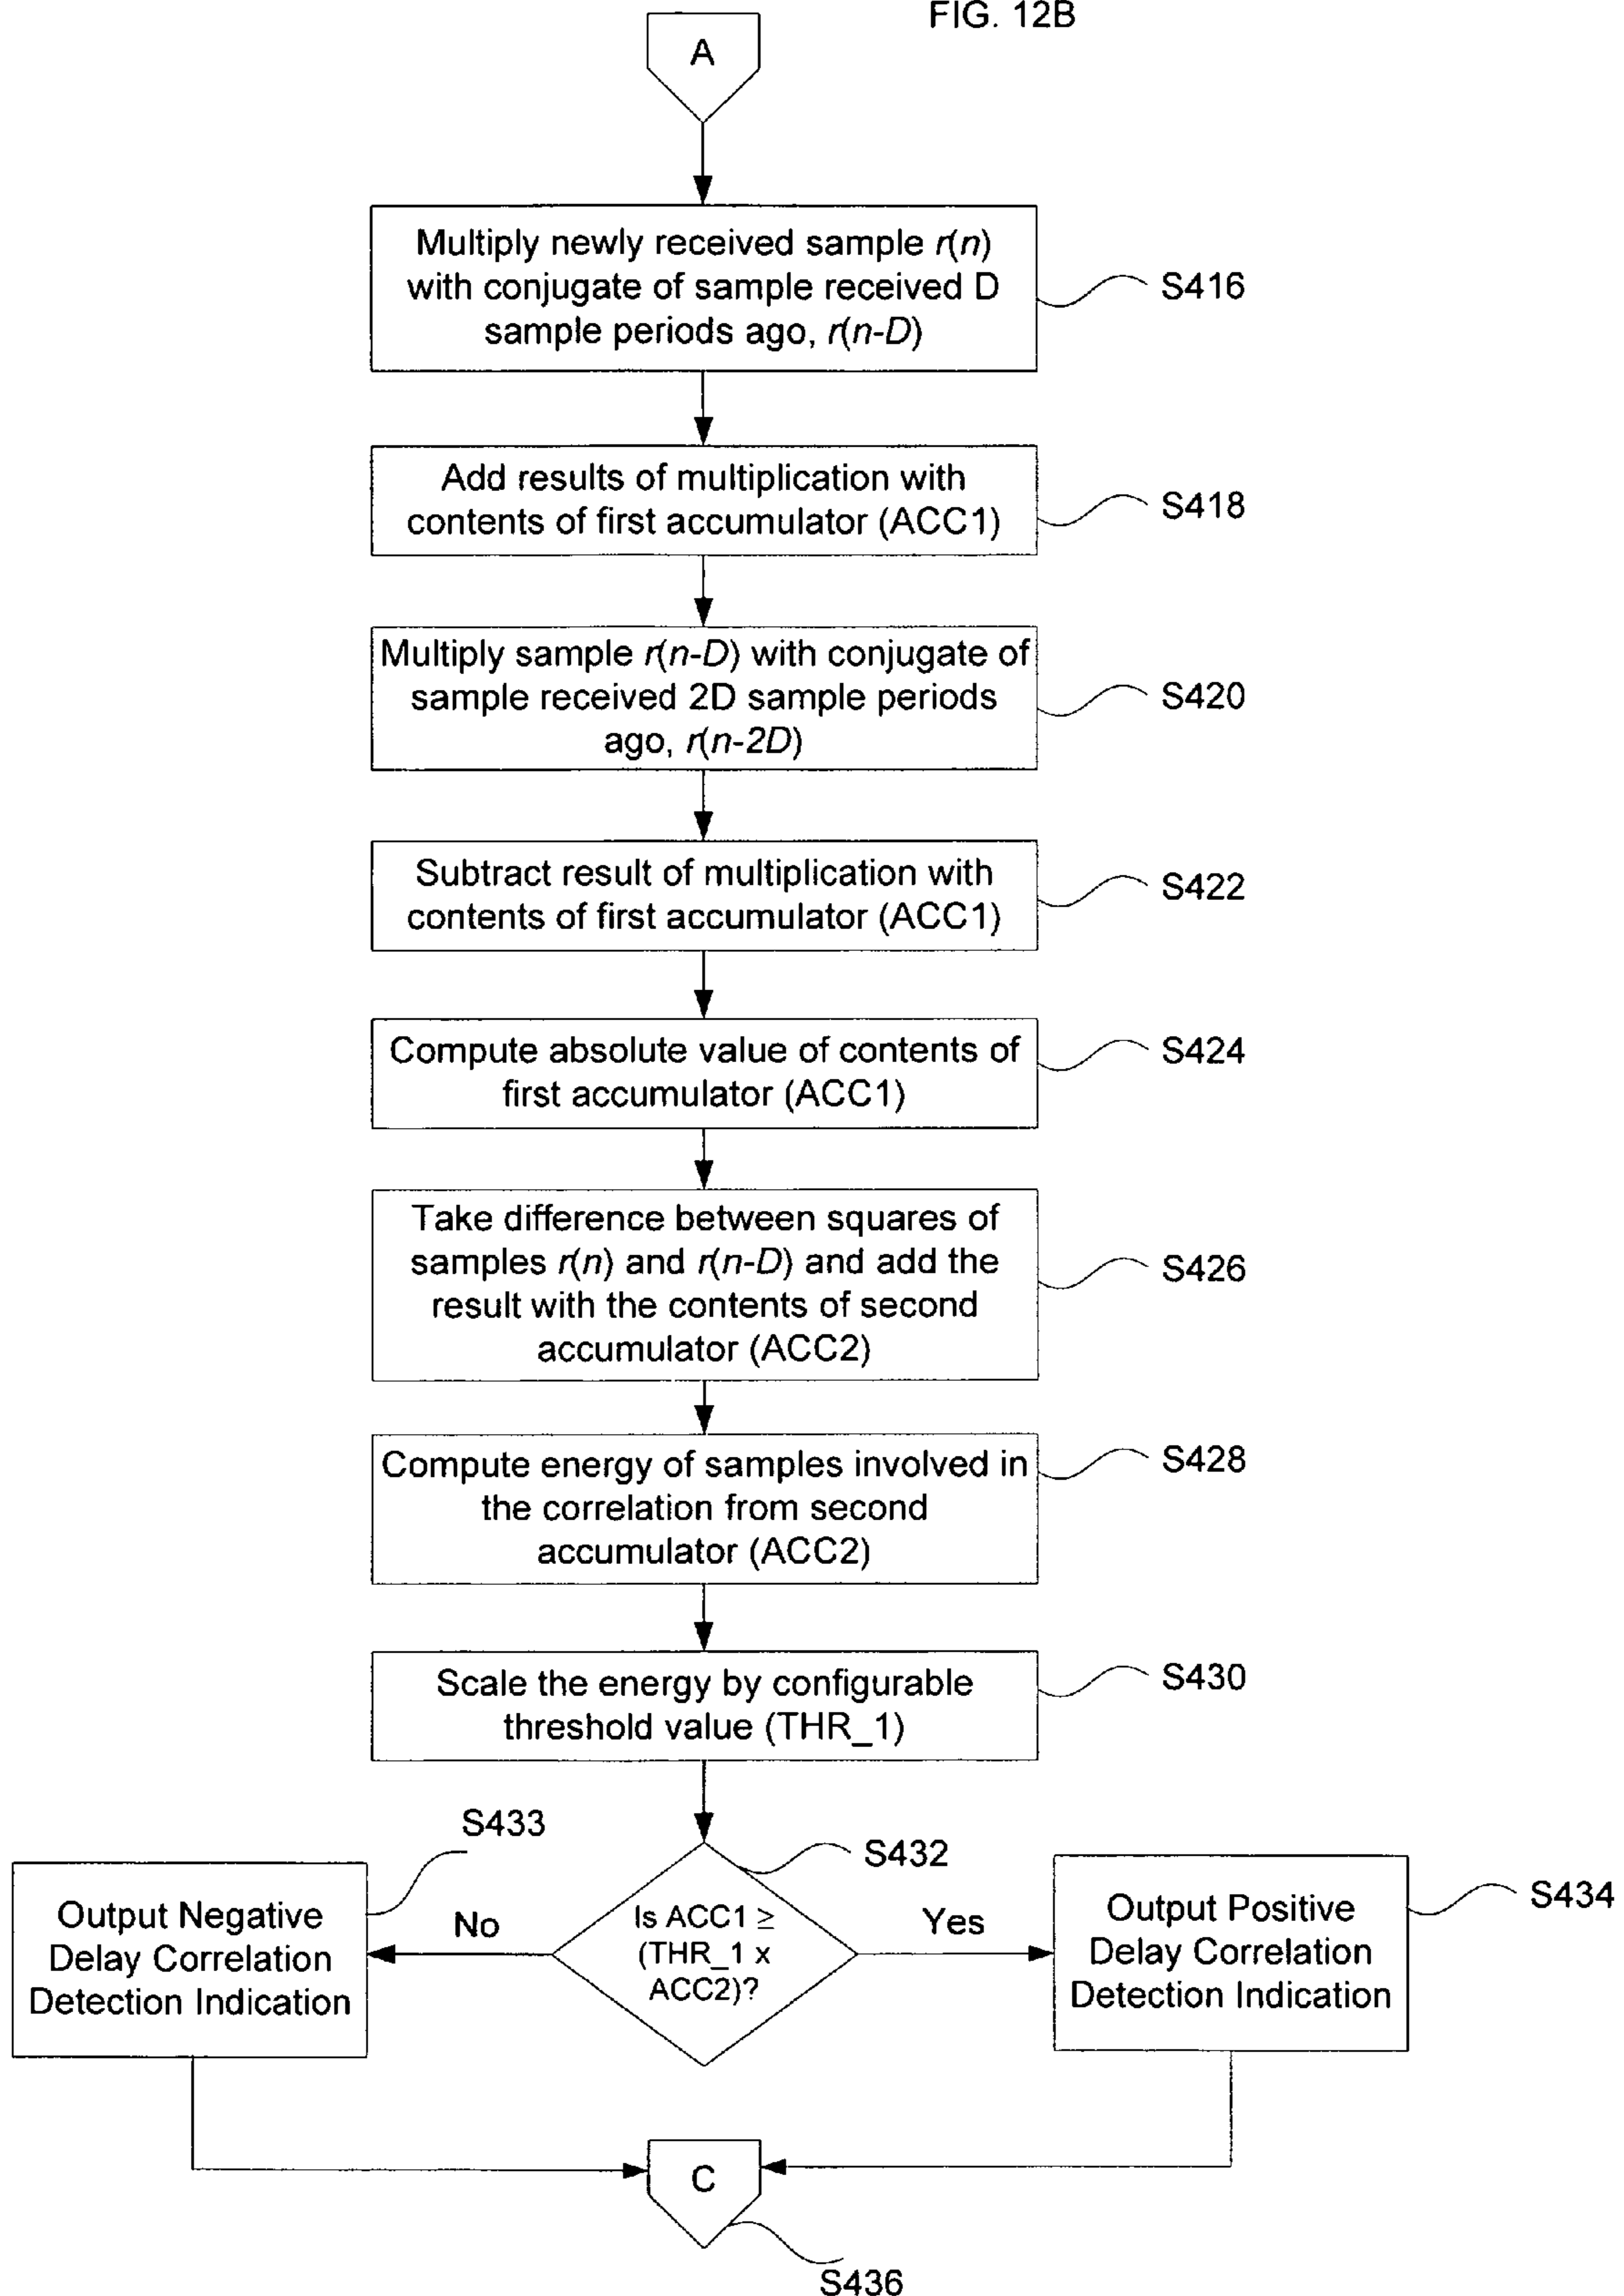 FIG. 12B
A
Multiply newly received sample r(n)
with conjugate of sample received D
sample periods ago, r(n-D)
S416
Add results of multiplication with
contents of first accumulator (ACC1)
S418
Multiply sample r(n-D) with conjugate of
sample received 2D sample periods
ago, r(n-2D)
S420
Subtract result of multiplication with
contents of first accumulator (ACC1)
S422
Compute absolute value of contents of
first accumulator (ACC1)
S424
Take difference between squares of
samples r(n) and r(n-D) and add the
result with the contents of second
accumulator (ACC2)
S426
Compute energy of samples involved in
the correlation from second
accumulator (ACC2)
S428
Scale the energy by configurable
threshold value (THR_1)
S430
S433
Output Negative
Delay Correlation
Detection Indication
No
Is ACC1 ≥
(THR_1 x
ACC2)?
S432
Yes
Output Positive
Delay Correlation
Detection Indication
S434
C
S436